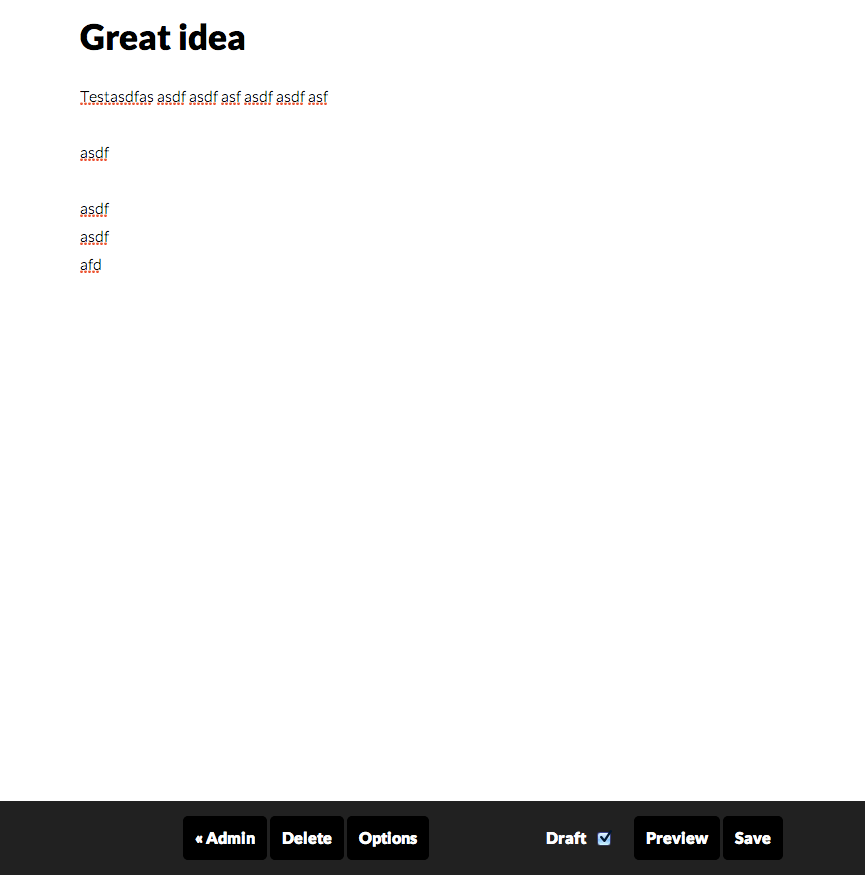 Great idea
Testasdfas asdf asdf asf asdf asdf asf
asdf
asdf
asdf
afd
« Admin Delete Options Draft Preview Save